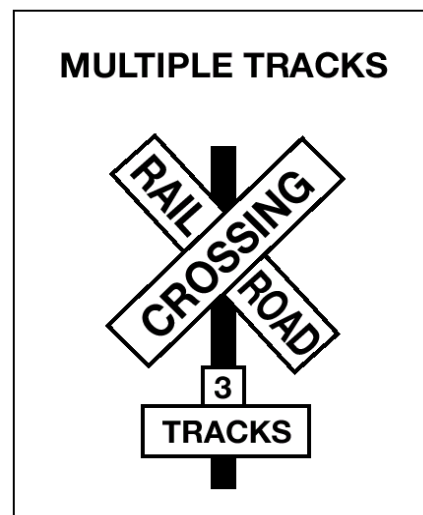 MULTIPLE TRACKS
RAIL
CROSSING
ROAD
3
TRACKS